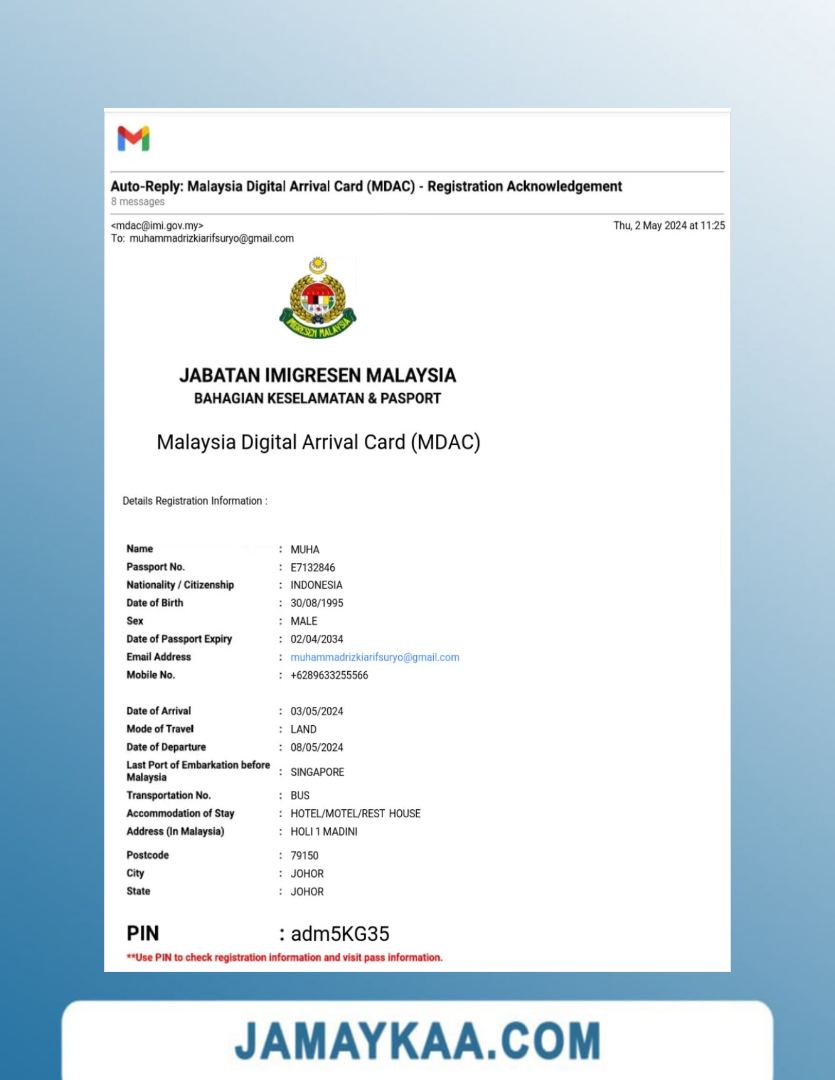 Auto-Reply: Malaysia Digital Arrival Card (MDAC) - Registration Acknowledgement
8 messages
<mdac@imi.gov.my> Thu, 2 May 2024 at 11:25
To: muhammadrizkiarifsuryo@gmail.com
IMIGRESEN MALAYSIA
JABATAN IMIGRESEN MALAYSIA
BAHAGIAN KESELAMATAN & PASPORT
Malaysia Digital Arrival Card (MDAC)
Details Registration Information :
Name : MUHA
Passport No. : E7132846
Nationality / Citizenship : INDONESIA
Date of Birth : 30/08/1995
Sex : MALE
Date of Passport Expiry : 02/04/2034
Email Address : muhammadrizkiarifsuryo@gmail.com
Mobile No. : +6289633255566
Date of Arrival : 03/05/2024
Mode of Travel : LAND
Date of Departure : 08/05/2024
Last Port of Embarkation before
Malaysia : SINGAPORE
Transportation No. : BUS
Accommodation of Stay : HOTEL/MOTEL/REST HOUSE
Address (In Malaysia) : HOLI 1 MADINI
Postcode : 79150
City : JOHOR
State : JOHOR
PIN : adm5KG35
**Use PIN to check registration information and visit pass information.
JAMAYKAA.COM